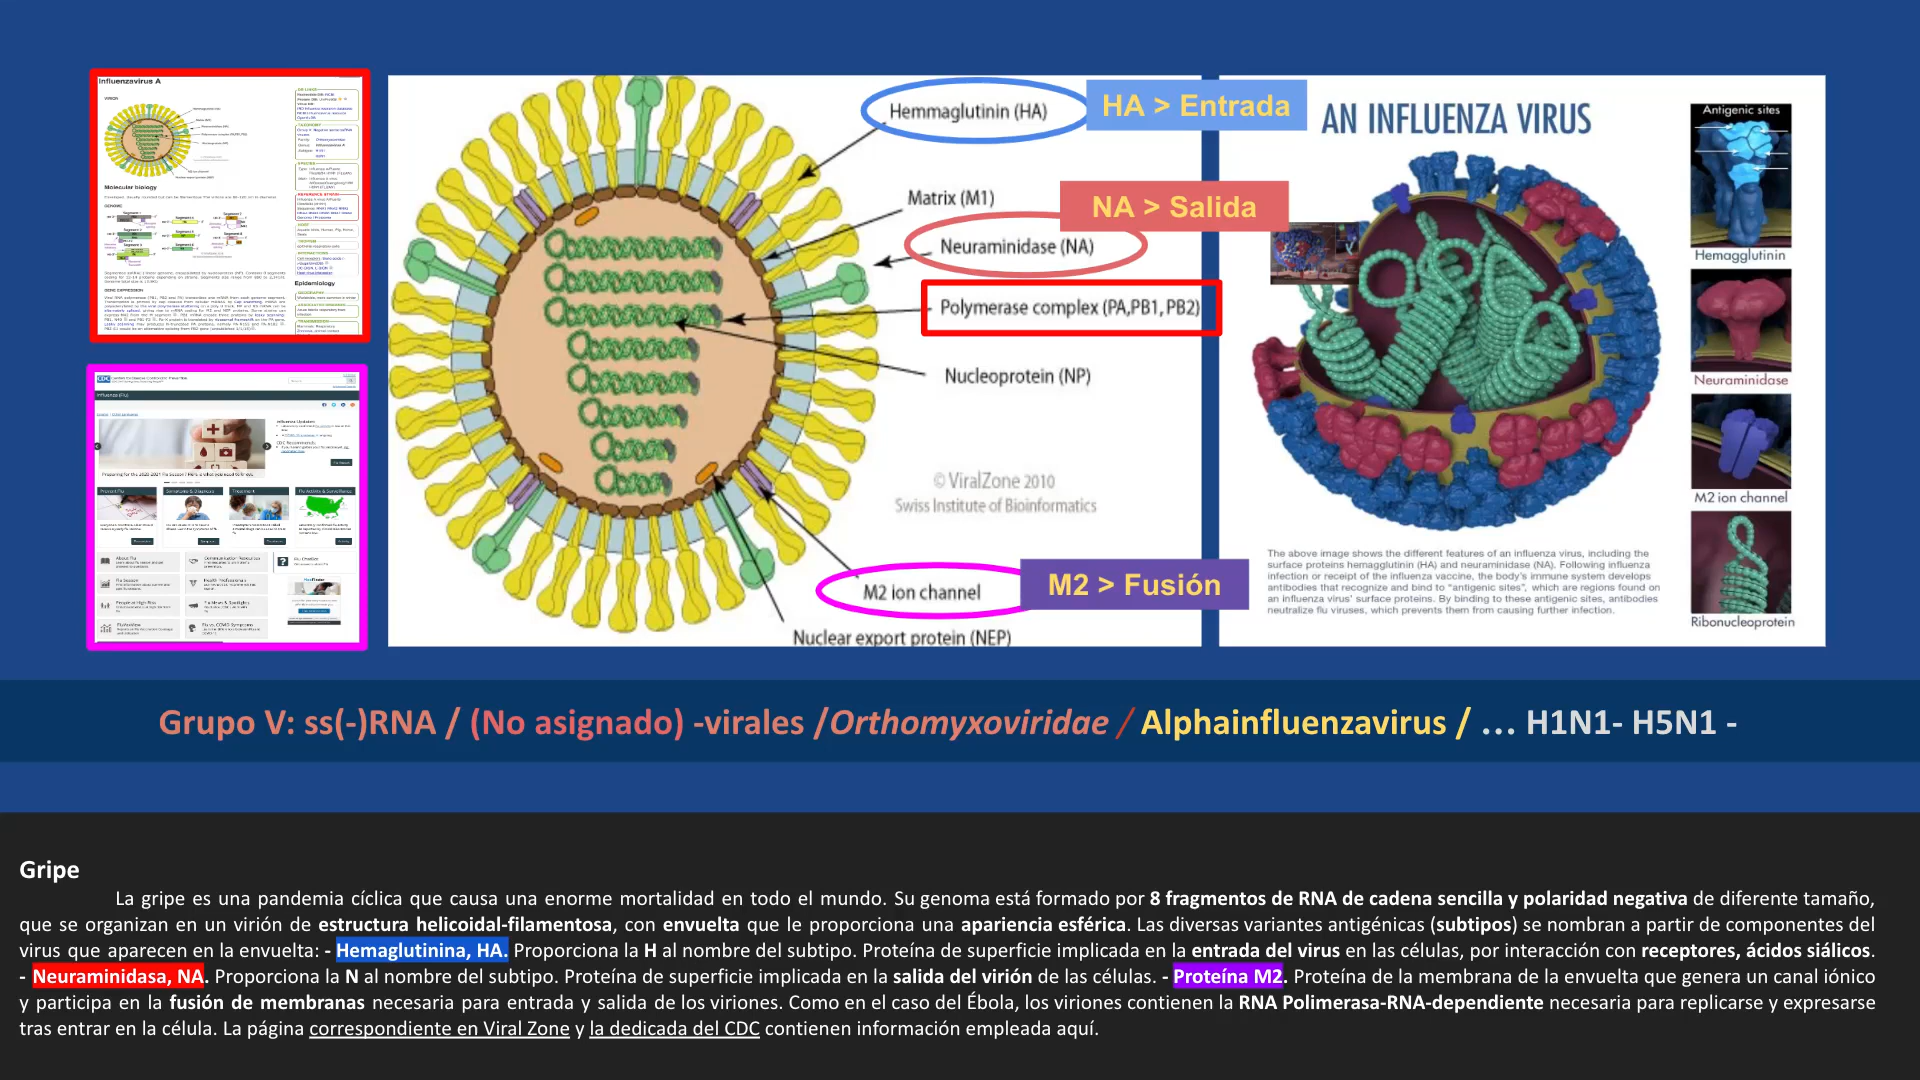 Influenzavirus A
VIRION
Molecular biology
GENOME
GENE EXPRESSION
Epidemiology
Influenza (Flu)
Hemmaglutinin (HA)
HA > Entrada
Matrix (M1)
NA > Salida
Neuraminidase (NA)
Polymerase complex (PA,PB1, PB2)
Nucleoprotein (NP)
© ViralZone 2010
Swiss Institute of Bioinformatics
M2 ion channel
M2 > Fusión
Nuclear export protein (NEP)
AN INFLUENZA VIRUS
Antigenic sites
Hemagglutinin
Neuraminidase
M2 ion channel
Ribonucleoprotein
The above image shows the different features of an influenza virus, including the
surface proteins hemagglutinin (HA) and neuraminidase (NA). Following influenza
infection or receipt of the influenza vaccine, the body's immune system develops
antibodies that recognize and bind to "antigenic sites", which are regions found on
an influenza virus' surface proteins. By binding to these antigenic sites, antibodies
neutralize flu viruses, which prevents them from causing further infection.
Grupo V: ss(-)RNA / (No asignado) -virales /Orthomyxoviridae / Alphainfluenzavirus / ... H1N1- H5N1 -
Gripe
La gripe es una pandemia cíclica que causa una enorme mortalidad en todo el mundo. Su genoma está formado por 8 fragmentos de RNA de cadena sencilla y polaridad negativa de diferente tamaño,
que se organizan en un virión de estructura helicoidal-filamentosa, con envuelta que le proporciona una apariencia esférica. Las diversas variantes antigénicas (subtipos) se nombran a partir de componentes del
virus que aparecen en la envuelta: - Hemaglutinina, HA. Proporciona la H al nombre del subtipo. Proteína de superficie implicada en la entrada del virus en las células, por interacción con receptores, ácidos siálicos.
- Neuraminidasa, NA. Proporciona la N al nombre del subtipo. Proteína de superficie implicada en la salida del virión de las células. - Proteína M2. Proteína de la membrana de la envuelta que genera un canal iónico
y participa en la fusión de membranas necesaria para entrada y salida de los viriones. Como en el caso del Ébola, los viriones contienen la RNA Polimerasa-RNA-dependiente necesaria para replicarse y expresarse
tras entrar en la célula. La página correspondiente en Viral Zone y la dedicada del CDC contienen información empleada aquí.